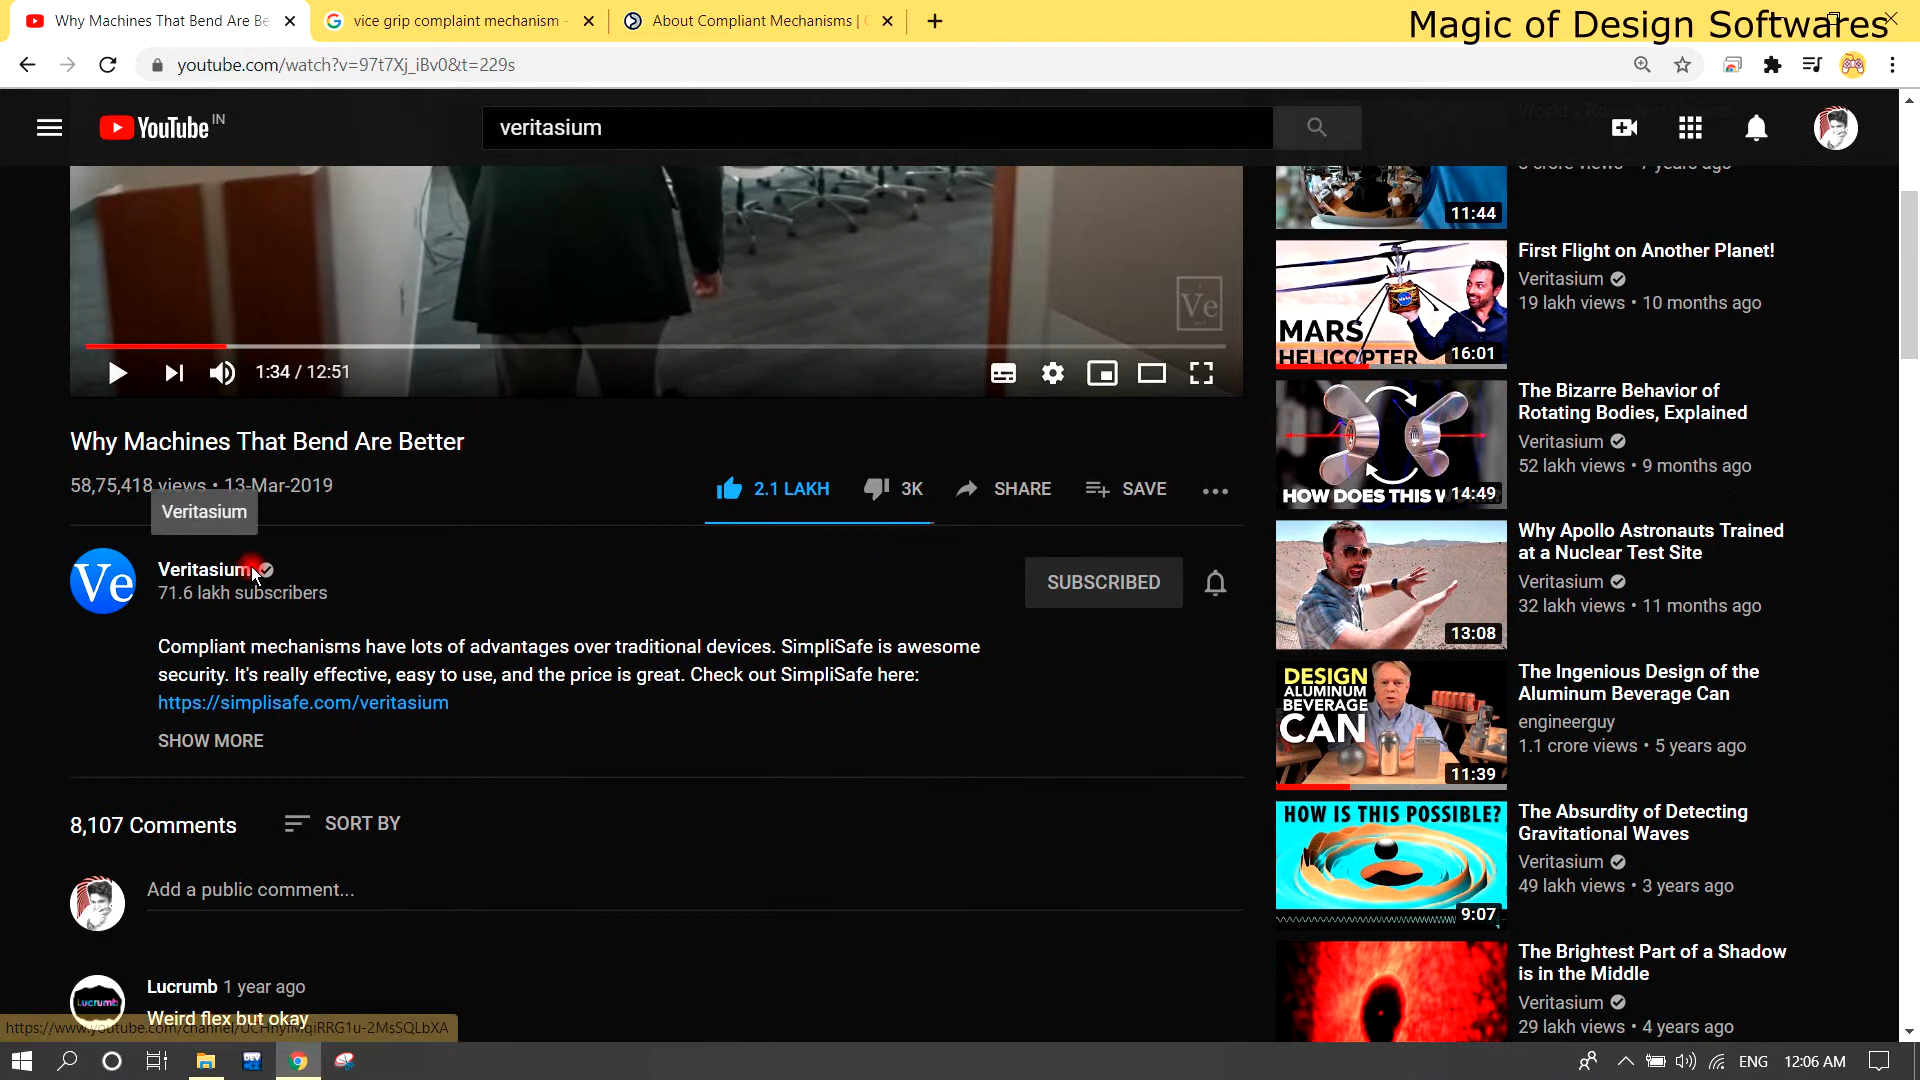 Why Machines That Bend Are Be
vice grip complaint mechanism -
About Compliant Mechanisms |
Magic of Design Softwares
youtube.com/watch?v=97t7Xj_iBv0&t=229s
YouTube IN
veritasium
Ve
1:34 / 12:51
Why Machines That Bend Are Better
58,75,418 views • 13-Mar-2019
2.1 LAKH
3K
SHARE
SAVE
Veritasium
Ve
Veritasium
71.6 lakh subscribers
SUBSCRIBED
Compliant mechanisms have lots of advantages over traditional devices. SimpliSafe is awesome
security. It's really effective, easy to use, and the price is great. Check out SimpliSafe here:
https://simplisafe.com/veritasium
SHOW MORE
8,107 Comments
SORT BY
Add a public comment...
Lucrumb
Lucrumb 1 year ago
Weird flex but okay
11:44
MARS
HELICOPTER
16:01
First Flight on Another Planet!
Veritasium
19 lakh views • 10 months ago
HOW DOES THIS W
14:49
The Bizarre Behavior of
Rotating Bodies, Explained
Veritasium
52 lakh views • 9 months ago
13:08
Why Apollo Astronauts Trained
at a Nuclear Test Site
Veritasium
32 lakh views • 11 months ago
DESIGN
ALUMINUM
BEVERAGE
CAN
11:39
The Ingenious Design of the
Aluminum Beverage Can
engineerguy
1.1 crore views • 5 years ago
HOW IS THIS POSSIBLE?
9:07
The Absurdity of Detecting
Gravitational Waves
Veritasium
49 lakh views • 3 years ago
The Brightest Part of a Shadow
is in the Middle
Veritasium
29 lakh views • 4 years ago
DEV
ENG
12:06 AM